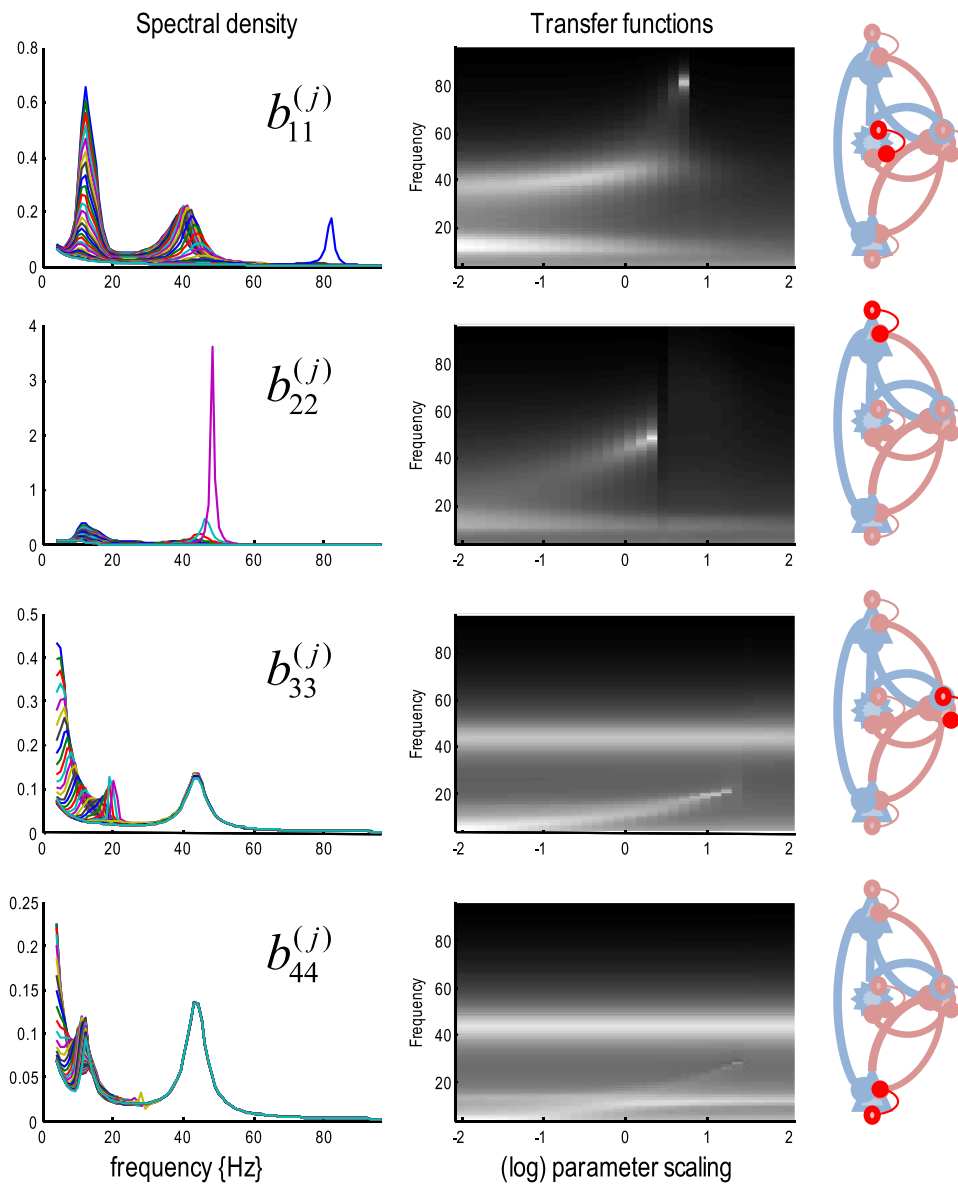 Spectral density
Transfer functions
0.8
0.6
0.4
0.2
0
0 20 40 60 80
b_{11}^{(j)}
Frequency
80
60
40
20
-2 -1 0 1 2
4
3
2
1
0
0 20 40 60 80
b_{22}^{(j)}
Frequency
80
60
40
20
-2 -1 0 1 2
0.5
0.4
0.3
0.2
0.1
0
0 20 40 60 80
b_{33}^{(j)}
Frequency
80
60
40
20
-2 -1 0 1 2
0.25
0.2
0.15
0.1
0.05
0
0 20 40 60 80
b_{44}^{(j)}
Frequency
80
60
40
20
-2 -1 0 1 2
frequency {Hz}
(log) parameter scaling